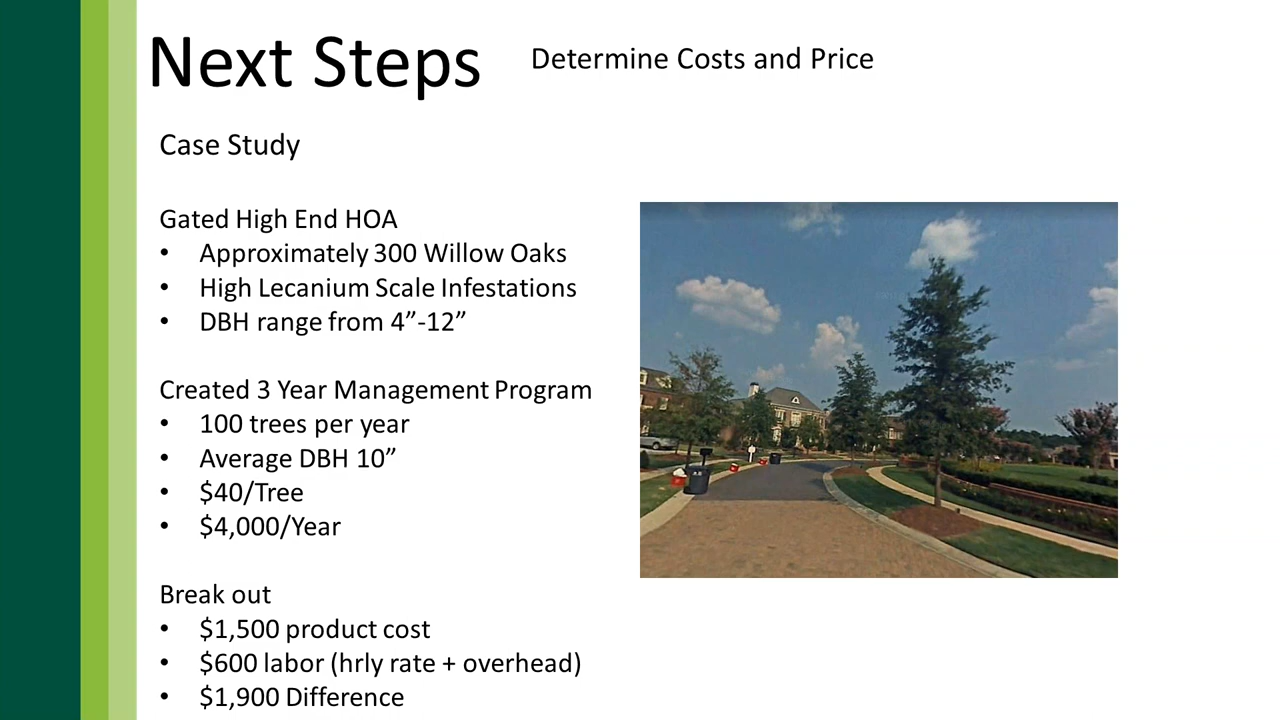 Next Steps
Determine Costs and Price
Case Study
Gated High End HOA
• Approximately 300 Willow Oaks
• High Lecanium Scale Infestations
• DBH range from 4”-12”
Created 3 Year Management Program
• 100 trees per year
• Average DBH 10”
• $40/Tree
• $4,000/Year
Break out
• $1,500 product cost
• $600 labor (hrly rate + overhead)
• $1,900 Difference